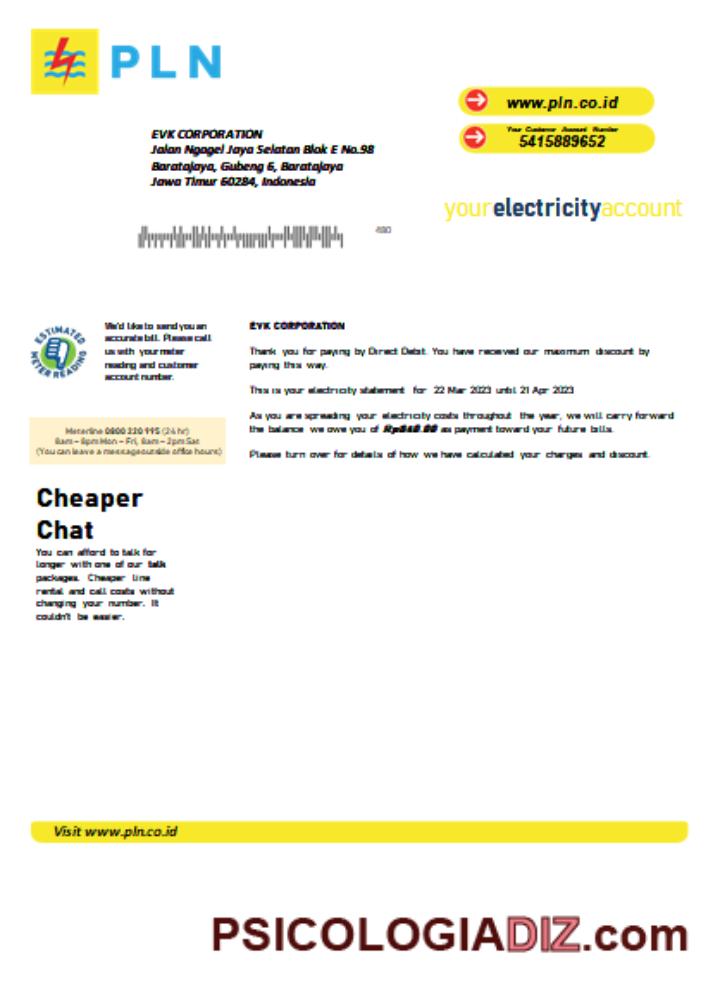 PLN
www.pln.co.id
Your Customer Account Number
5415889652
EVK CORPORATION
Jalan Ngagel Jaya Selatan Blok E No.98
Baratajaya, Gubeng 6, Baratajaya
Jawa Timur 60284, Indonesia
yourelectricityaccount
480
ESTIMATED
METER READING
We'd like to send you an
accurate bill. Please call
us with your meter
reading and customer
account number.
Meterline 0800 220 995 (24 hr)
8am – 8pm Mon – Fri, 8am – 2pm Sat
(You can leave a message outside office hours)
Cheaper
Chat
You can afford to talk for
longer with one of our talk
packages. Cheaper line
rental and call costs without
changing your number. It
couldn't be easier.
EVK CORPORATION
Thank you for paying by Direct Debit. You have received our maximum discount by
paying this way.
This is your electricity statement for 22 Mar 2023 until 21 Apr 2023
As you are spreading your electricity costs throughout the year, we will carry forward
the balance we owe you of as payment toward your future bills.
Please turn over for details of how we have calculated your charges and discount.
Visit www.pln.co.id
PSICOLOGIADIZ.com